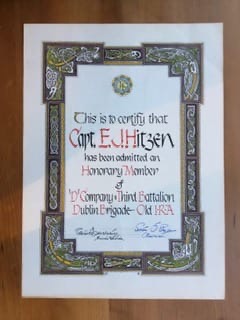 This is to certify that
Capt. E.J. Hitzen
has been admitted an
Honorary Member
of
'D' Company · Third Battalion
Dublin Brigade - Old I.R.A.